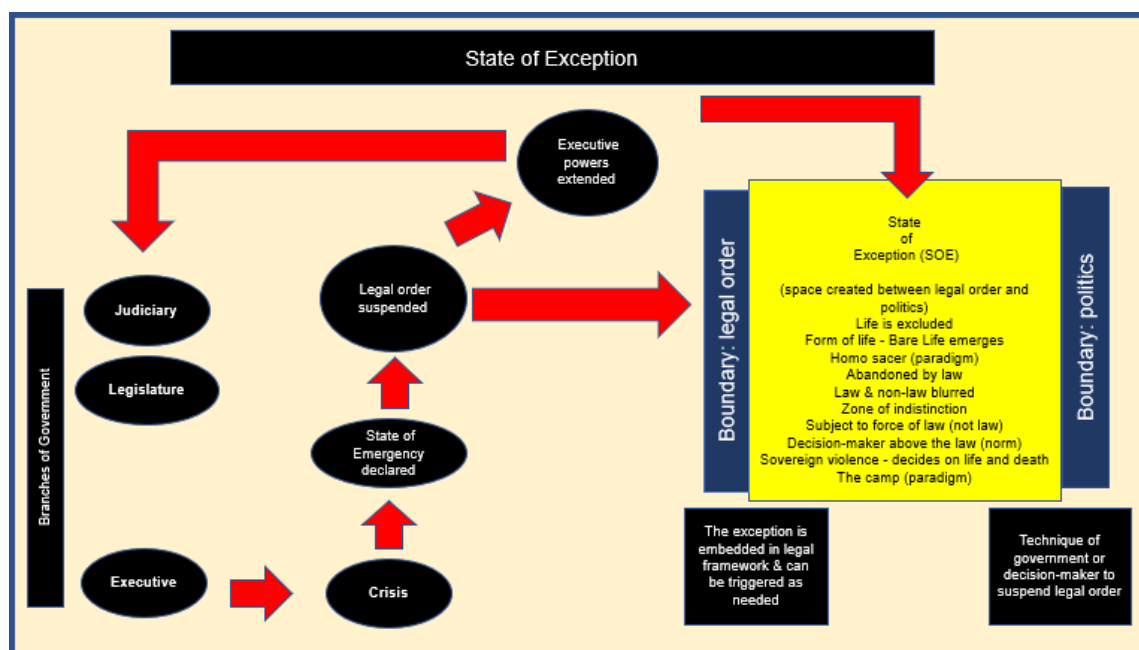 State of Exception
Executive
powers
extended
Judiciary
Legislature
Branches of Government
Executive
Crisis
State of
Emergency
declared
Legal order
suspended
Boundary: legal order
State
of
Exception (SOE)
(space created between legal order and
politics)
Life is excluded
Form of life - Bare Life emerges
Homo sacer (paradigm)
Abandoned by law
Law & non-law blurred
Zone of indistinction
Subject to force of law (not law)
Decision-maker above the law (norm)
Sovereign violence - decides on life and death
The camp (paradigm)
Boundary: politics
The exception is
embedded in legal
framework & can
be triggered as
needed
Technique of
government or
decision-maker to
suspend legal order